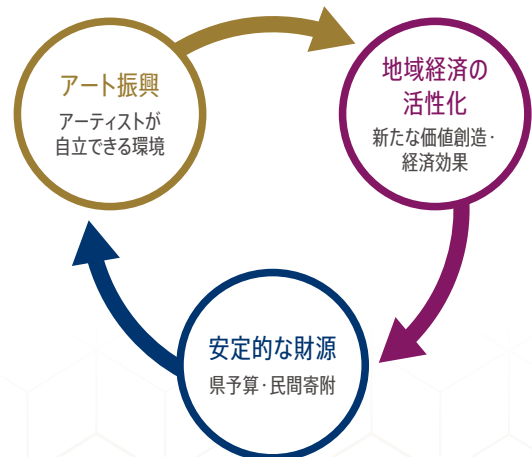 アート振興
アーティストが
自立できる環境
地域経済の
活性化
新たな価値創造・
経済効果
安定的な財源
県予算・民間寄附